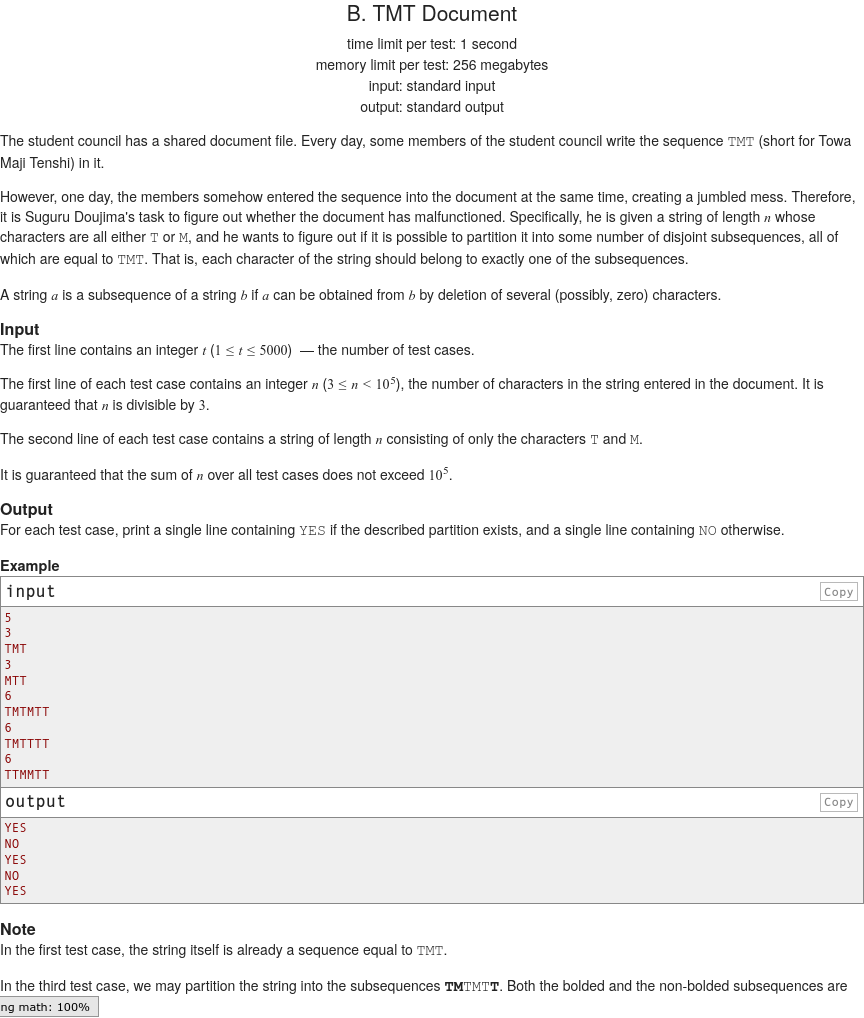 B. TMT Document
time limit per test: 1 second
memory limit per test: 256 megabytes
input: standard input
output: standard output
The student council has a shared document file. Every day, some members of the student council write the sequence TMT (short for Towa
Maji Tenshi) in it.
However, one day, the members somehow entered the sequence into the document at the same time, creating a jumbled mess. Therefore,
it is Suguru Doujima's task to figure out whether the document has malfunctioned. Specifically, he is given a string of length n whose
characters are all either T or M, and he wants to figure out if it is possible to partition it into some number of disjoint subsequences, all of
which are equal to TMT. That is, each character of the string should belong to exactly one of the subsequences.
A string a is a subsequence of a string b if a can be obtained from b by deletion of several (possibly, zero) characters.
Input
The first line contains an integer t (1 ≤ t ≤ 5000) — the number of test cases.
The first line of each test case contains an integer n (3 ≤ n < 10⁵), the number of characters in the string entered in the document. It is
guaranteed that n is divisible by 3.
The second line of each test case contains a string of length n consisting of only the characters T and M.
It is guaranteed that the sum of n over all test cases does not exceed 10⁵.
Output
For each test case, print a single line containing YES if the described partition exists, and a single line containing NO otherwise.
Example
input Copy
5
3
TMT
3
MTT
6
TMTMTT
6
TMTTTT
6
TTMMTT
output Copy
YES
NO
YES
NO
YES
Note
In the first test case, the string itself is already a sequence equal to TMT.
In the third test case, we may partition the string into the subsequences TMTMTT. Both the bolded and the non-bolded subsequences are
ng math: 100%